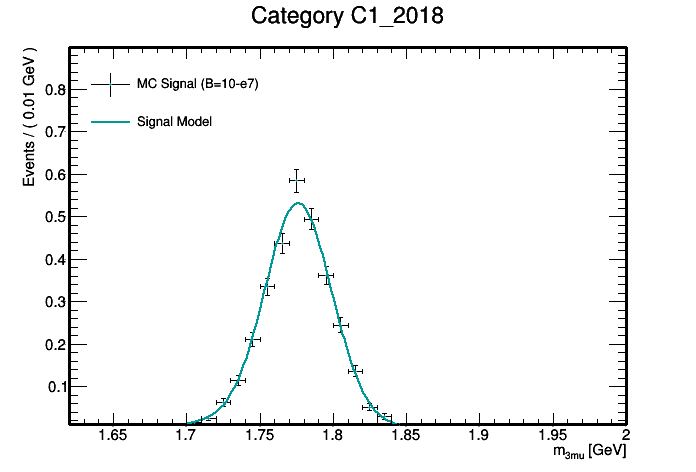 Category C1_2018
Events / ( 0.01 GeV )
MC Signal (B=10-e7)
Signal Model
0.8
0.7
0.6
0.5
0.4
0.3
0.2
0.1
1.65 1.7 1.75 1.8 1.85 1.9 1.95 2
m3mu [GeV]